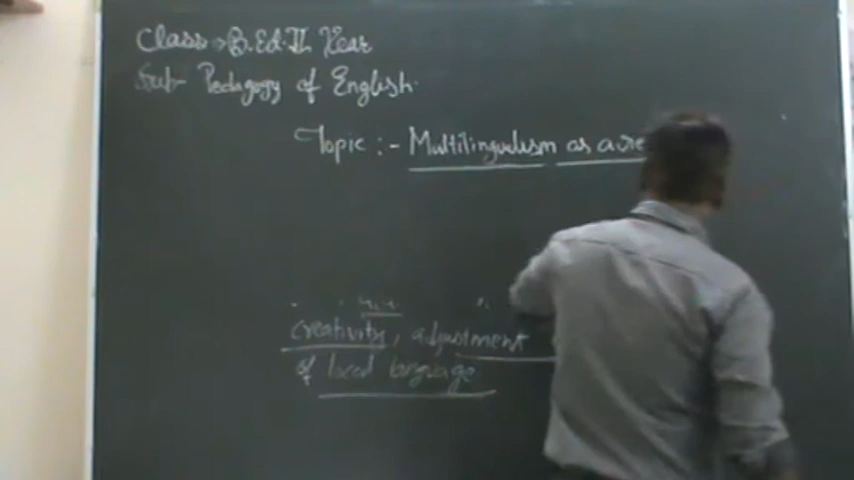 Class :- B.Ed. II Year
Sub- Pedagogy of English.
Topic :- Multilingualism as a
creativity, adjustment
of local language